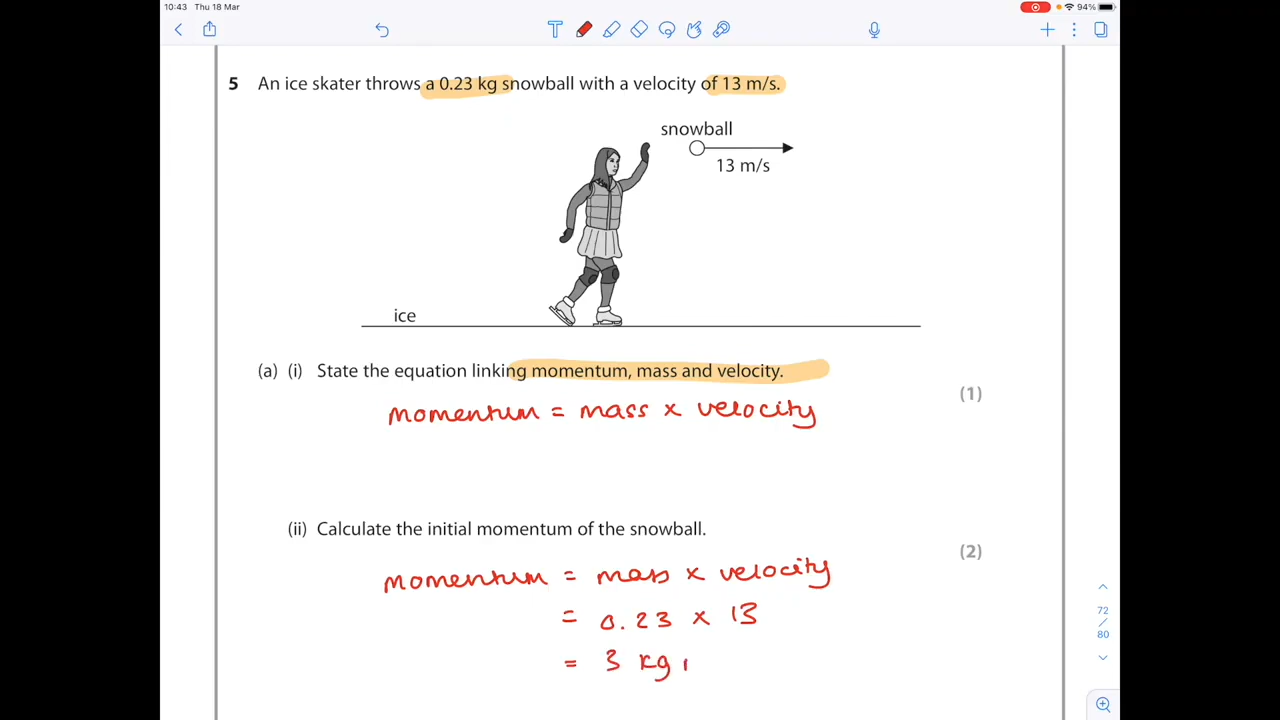 10:43 Thu 18 Mar
94%
T
5 An ice skater throws a 0.23 kg snowball with a velocity of 13 m/s.
snowball
13 m/s
ice
(a) (i) State the equation linking momentum, mass and velocity.
(1)
momentum = mass x velocity
(ii) Calculate the initial momentum of the snowball.
(2)
momentum = mass x velocity
= 0.23 x 13
= 3 kg
72
/
80